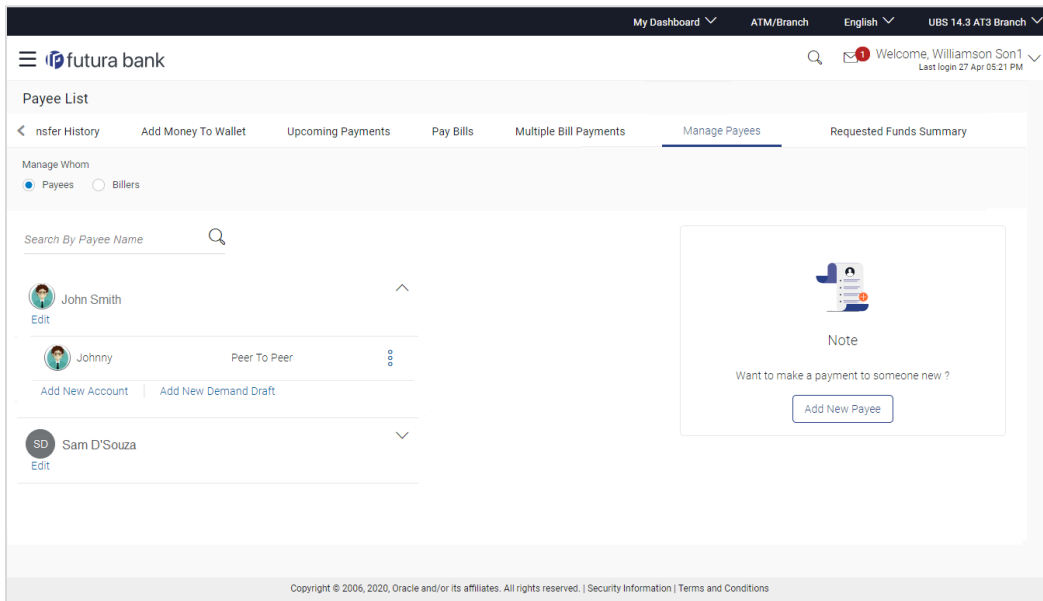 My Dashboard ATM/Branch English UBS 14.3 AT3 Branch
futura bank 1 Welcome, Williamson Son1
Last login 27 Apr 05:21 PM
Payee List
nsfer History Add Money To Wallet Upcoming Payments Pay Bills Multiple Bill Payments Manage Payees Requested Funds Summary
Manage Whom
Payees Billers
Search By Payee Name
John Smith
Edit
Johnny Peer To Peer
Add New Account Add New Demand Draft
SD Sam D'Souza
Edit
Note
Want to make a payment to someone new ?
Add New Payee
Copyright © 2006, 2020, Oracle and/or its affiliates. All rights reserved. | Security Information | Terms and Conditions